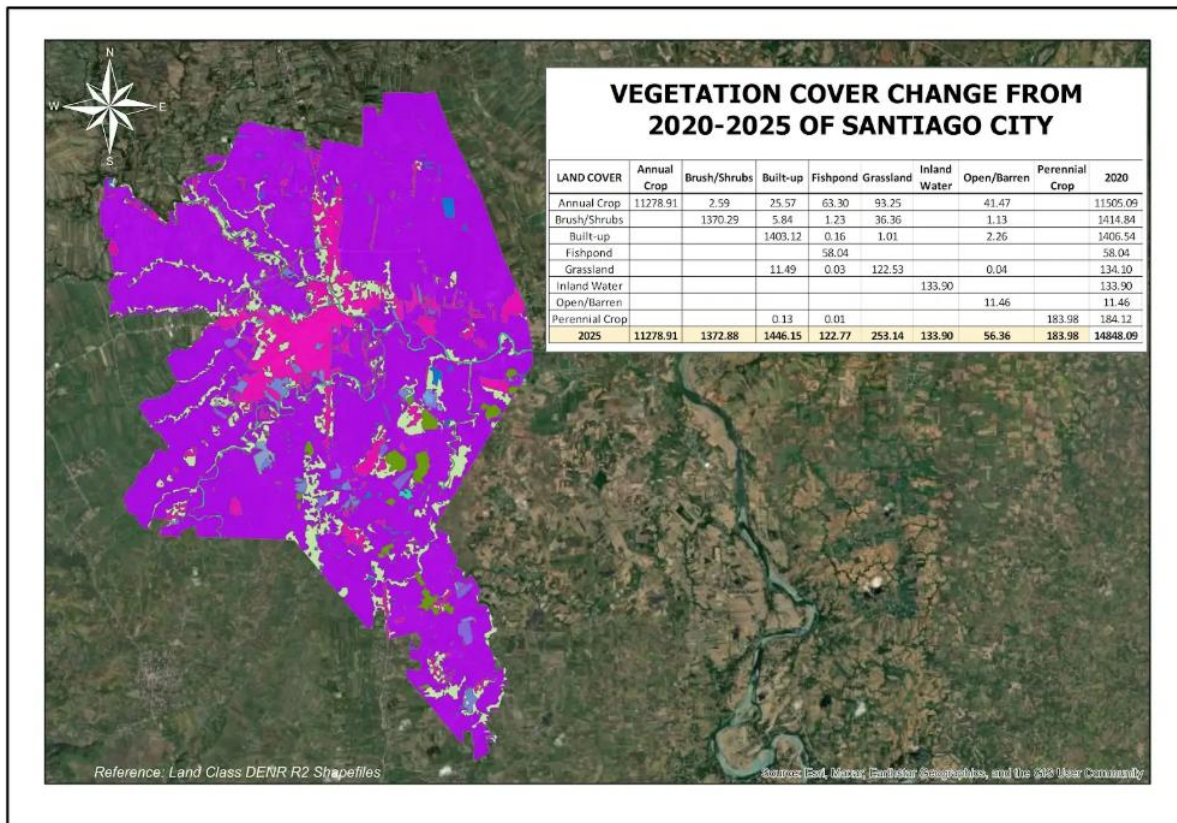 N
W E
S
VEGETATION COVER CHANGE FROM
2020-2025 OF SANTIAGO CITY
LAND COVER Annual Crop Brush/Shrubs Built-up Fishpond Grassland Inland Water Open/Barren Perennial Crop 2020
Annual Crop 11278.91 2.59 25.57 63.30 93.25 41.47 11505.09
Brush/Shrubs 1370.29 5.84 1.23 36.36 1.13 1414.84
Built-up 1403.12 0.16 1.01 2.26 1406.54
Fishpond 58.04 58.04
Grassland 11.49 0.03 122.53 0.04 134.10
Inland Water 133.90 133.90
Open/Barren 11.46 11.46
Perennial Crop 0.13 0.01 183.98 184.12
2025 11278.91 1372.88 1446.15 122.77 253.14 133.90 56.36 183.98 14848.09
Reference: Land Class DENR R2 Shapefiles
Source: Esri, Maxar, Earthstar Geographics, and the GIS User Community